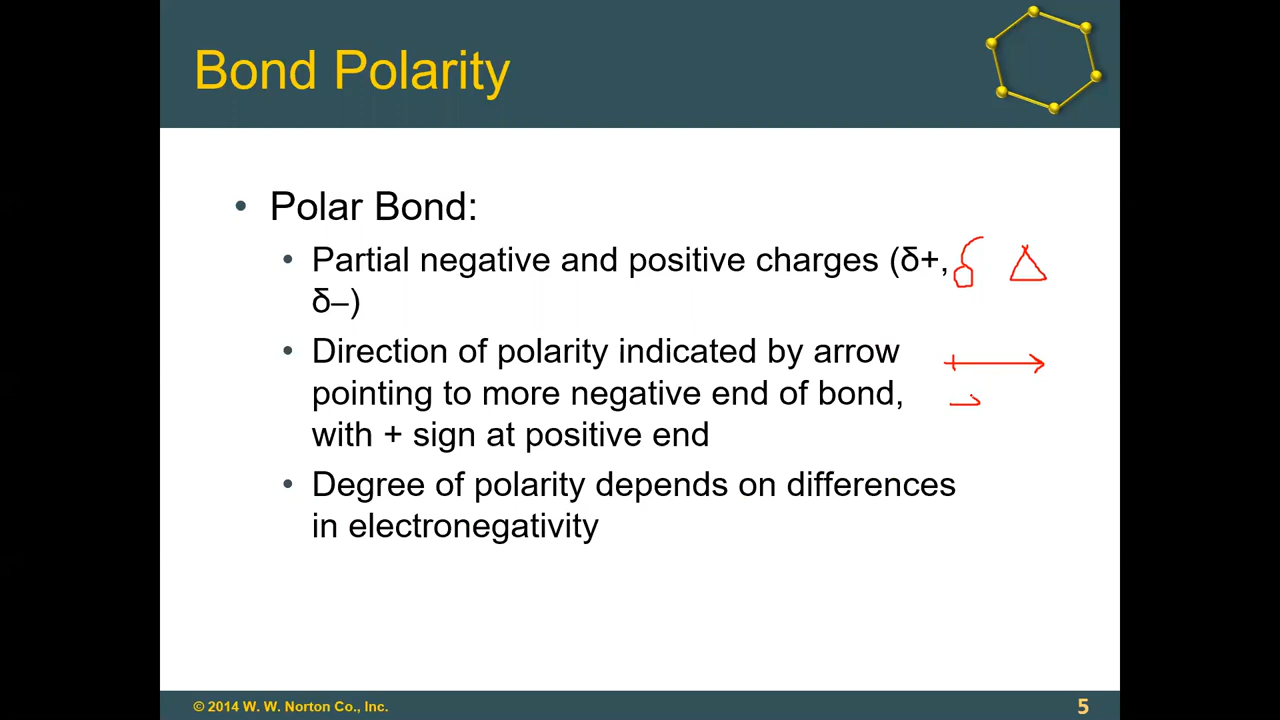 Bond Polarity
• Polar Bond:
• Partial negative and positive charges (δ+, δ Δ
δ–)
• Direction of polarity indicated by arrow
pointing to more negative end of bond,
with + sign at positive end
• Degree of polarity depends on differences
in electronegativity
© 2014 W. W. Norton Co., Inc.
5